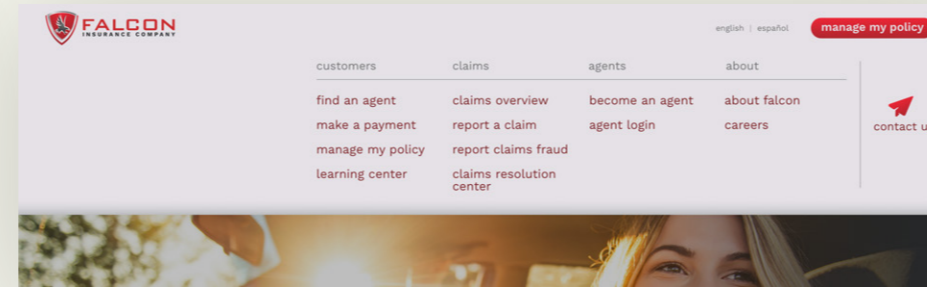 FALCON
INSURANCE COMPANY
english | español
manage my policy
customers
claims
agents
about
find an agent
claims overview
become an agent
about falcon
make a payment
report a claim
agent login
careers
contact u
manage my policy
report claims fraud
learning center
claims resolution
center